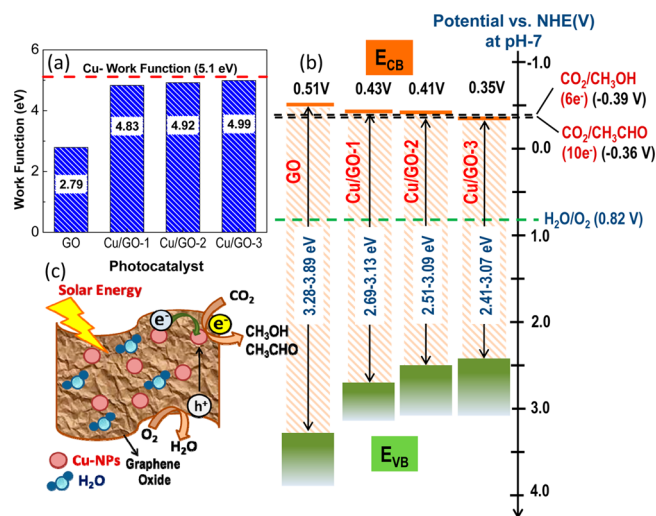 (a)
Cu- Work Function (5.1 eV)
Work Function (eV)
6
4
2
0
2.79
4.83
4.92
4.99
GO
Cu/GO-1
Cu/GO-2
Cu/GO-3
Photocatalyst
(b)
E_CB
Potential vs. NHE(V)
at pH-7
0.51V
0.43V
0.41V
0.35V
-1.0
0.0
1.0
2.0
3.0
4.0
CO2/CH3OH
(6e-) (-0.39 V)
CO2/CH3CHO
(10e-) (-0.36 V)
H2O/O2 (0.82 V)
GO
Cu/GO-1
Cu/GO-2
Cu/GO-3
3.28-3.89 eV
2.69-3.13 eV
2.51-3.09 eV
2.41-3.07 eV
E_VB
(c)
Solar Energy
e-
e-
CO2
CH3OH
CH3CHO
h+
O2
H2O
Cu-NPs
H2O
Graphene
Oxide